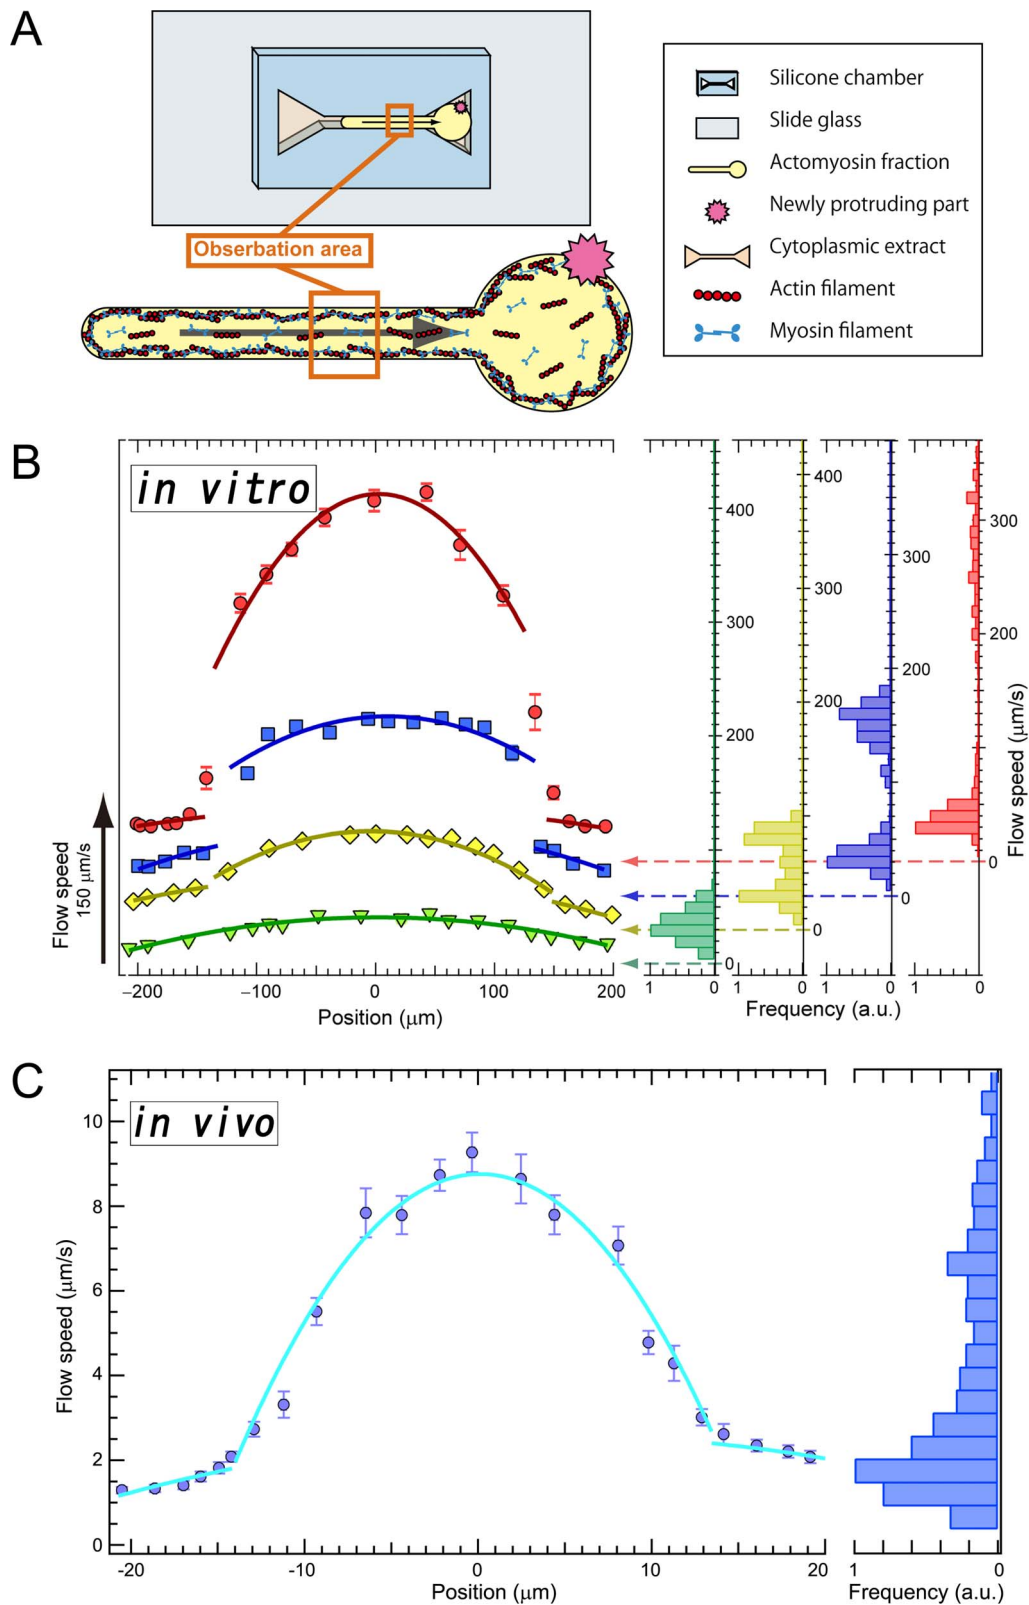 A
Silicone chamber
Slide glass
Actomyosin fraction
Newly protruding part
Cytoplasmic extract
Actin filament
Myosin filament
Obserbation area
B
in vitro
400
300
200
0
400
300
200
0
300
200
0
300
200
0
Flow speed (μm/s)
Flow speed
150 μm/s
−200
−100
0
100
200
1
0
1
0
1
0
1
0
Position (μm)
Frequency (a.u.)
C
in vivo
10
8
6
4
2
0
Flow speed (μm/s)
-20
-10
0
10
20
1
0
Position (μm)
Frequency (a.u.)